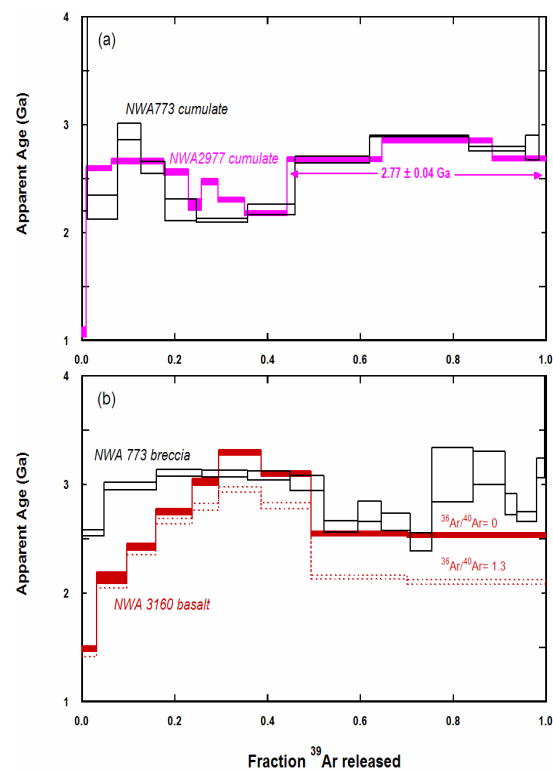 4
(a)
NWA773 cumulate
3
NWA2977 cumulate
2.77 ± 0.04 Ga
2
1
Apparent Age (Ga)
0.0 0.2 0.4 0.6 0.8 1.0
4
(b)
NWA 773 breccia
3
³⁶Ar/⁴⁰Ar= 0
³⁶Ar/⁴⁰Ar= 1.3
2
NWA 3160 basalt
1
Apparent Age (Ga)
0.0 0.2 0.4 0.6 0.8 1.0
Fraction ³⁹Ar released